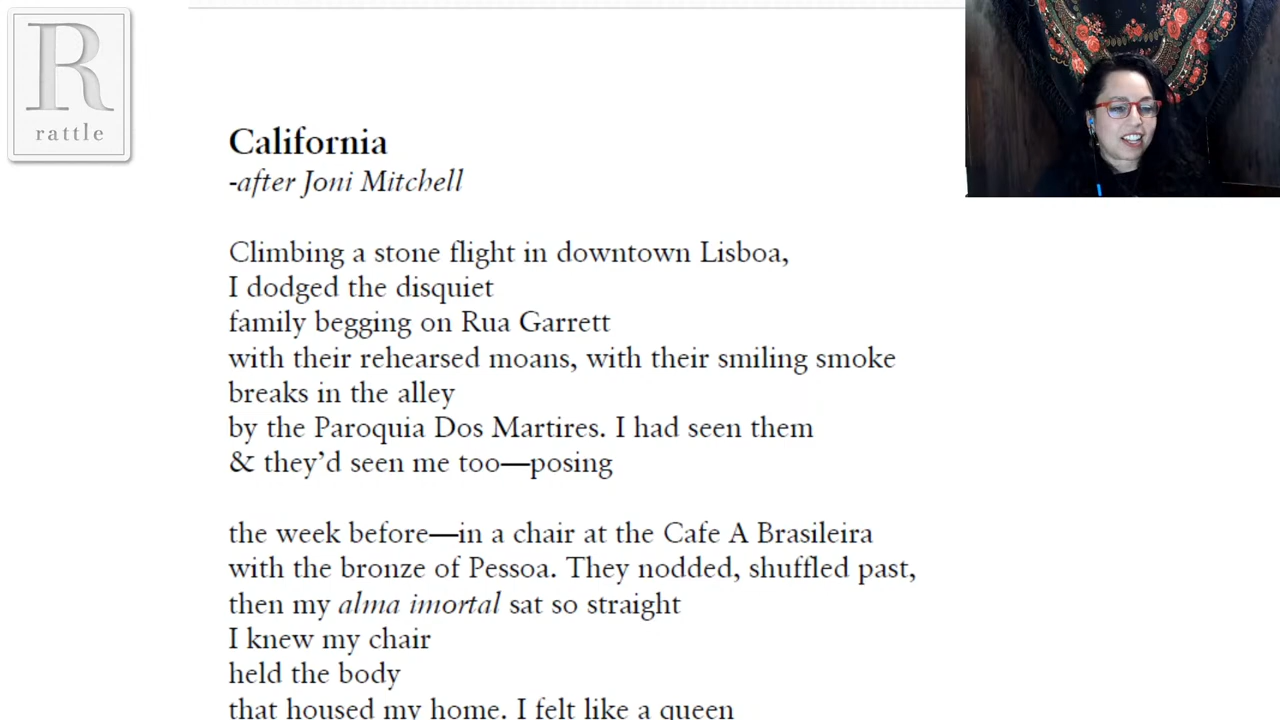 R
rattle
California
-after Joni Mitchell
Climbing a stone flight in downtown Lisboa,
I dodged the disquiet
family begging on Rua Garrett
with their rehearsed moans, with their smiling smoke
breaks in the alley
by the Paroquia Dos Martires. I had seen them
& they’d seen me too—posing
the week before—in a chair at the Cafe A Brasileira
with the bronze of Pessoa. They nodded, shuffled past,
then my alma imortal sat so straight
I knew my chair
held the body
that housed my home. I felt like a queen